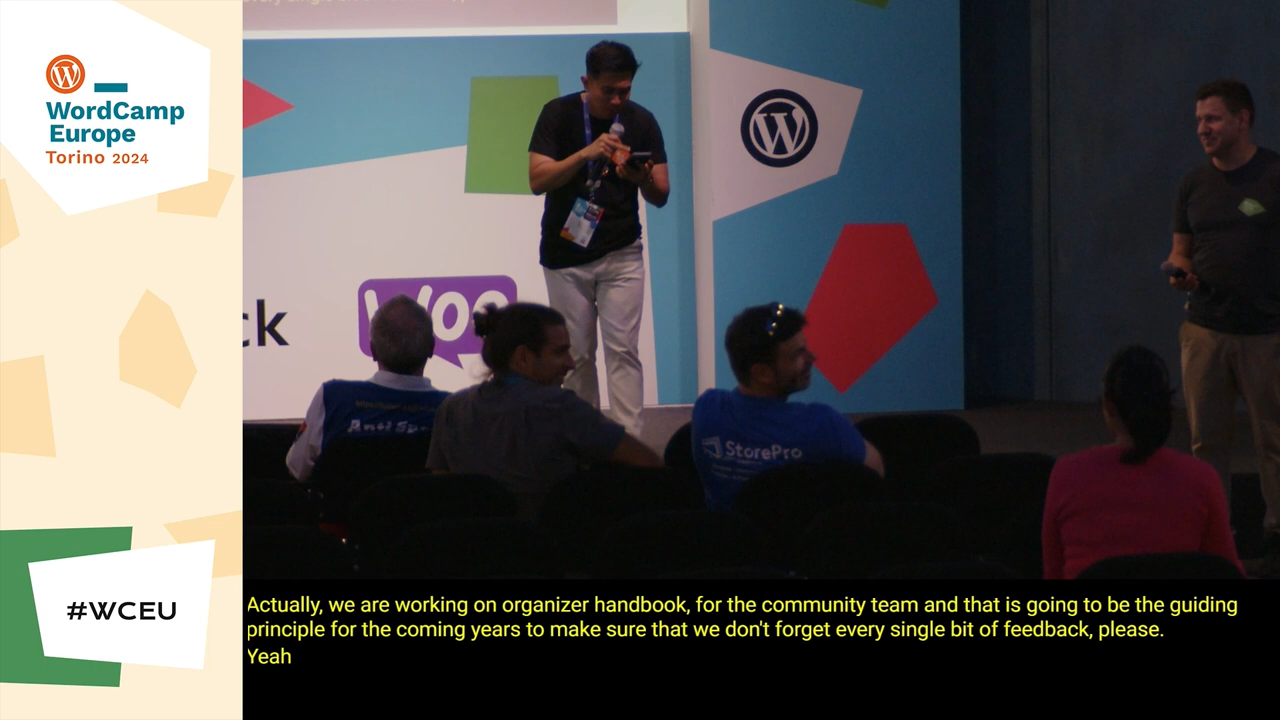 WordCamp
Europe
Torino 2024
#WCEU
ck
Woo
StorePro
Actually, we are working on organizer handbook, for the community team and that is going to be the guiding
principle for the coming years to make sure that we don't forget every single bit of feedback, please.
Yeah